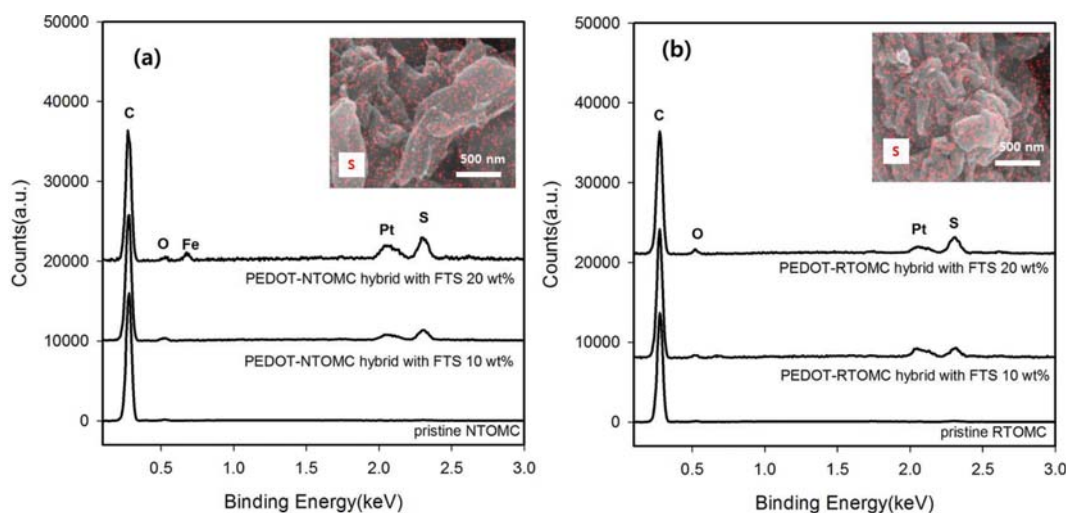 (a)
50000
40000
30000
20000
10000
0
Counts(a.u.)
C
O
Fe
Pt
S
S
500 nm
PEDOT-NTOMC hybrid with FTS 20 wt%
PEDOT-NTOMC hybrid with FTS 10 wt%
pristine NTOMC
0.5
1.0
1.5
2.0
2.5
3.0
Binding Energy(keV)
(b)
50000
40000
30000
20000
10000
0
Counts(a.u.)
C
O
Pt
S
S
500 nm
PEDOT-RTOMC hybrid with FTS 20 wt%
PEDOT-RTOMC hybrid with FTS 10 wt%
pristine RTOMC
0.5
1.0
1.5
2.0
2.5
3.0
Binding Energy(keV)